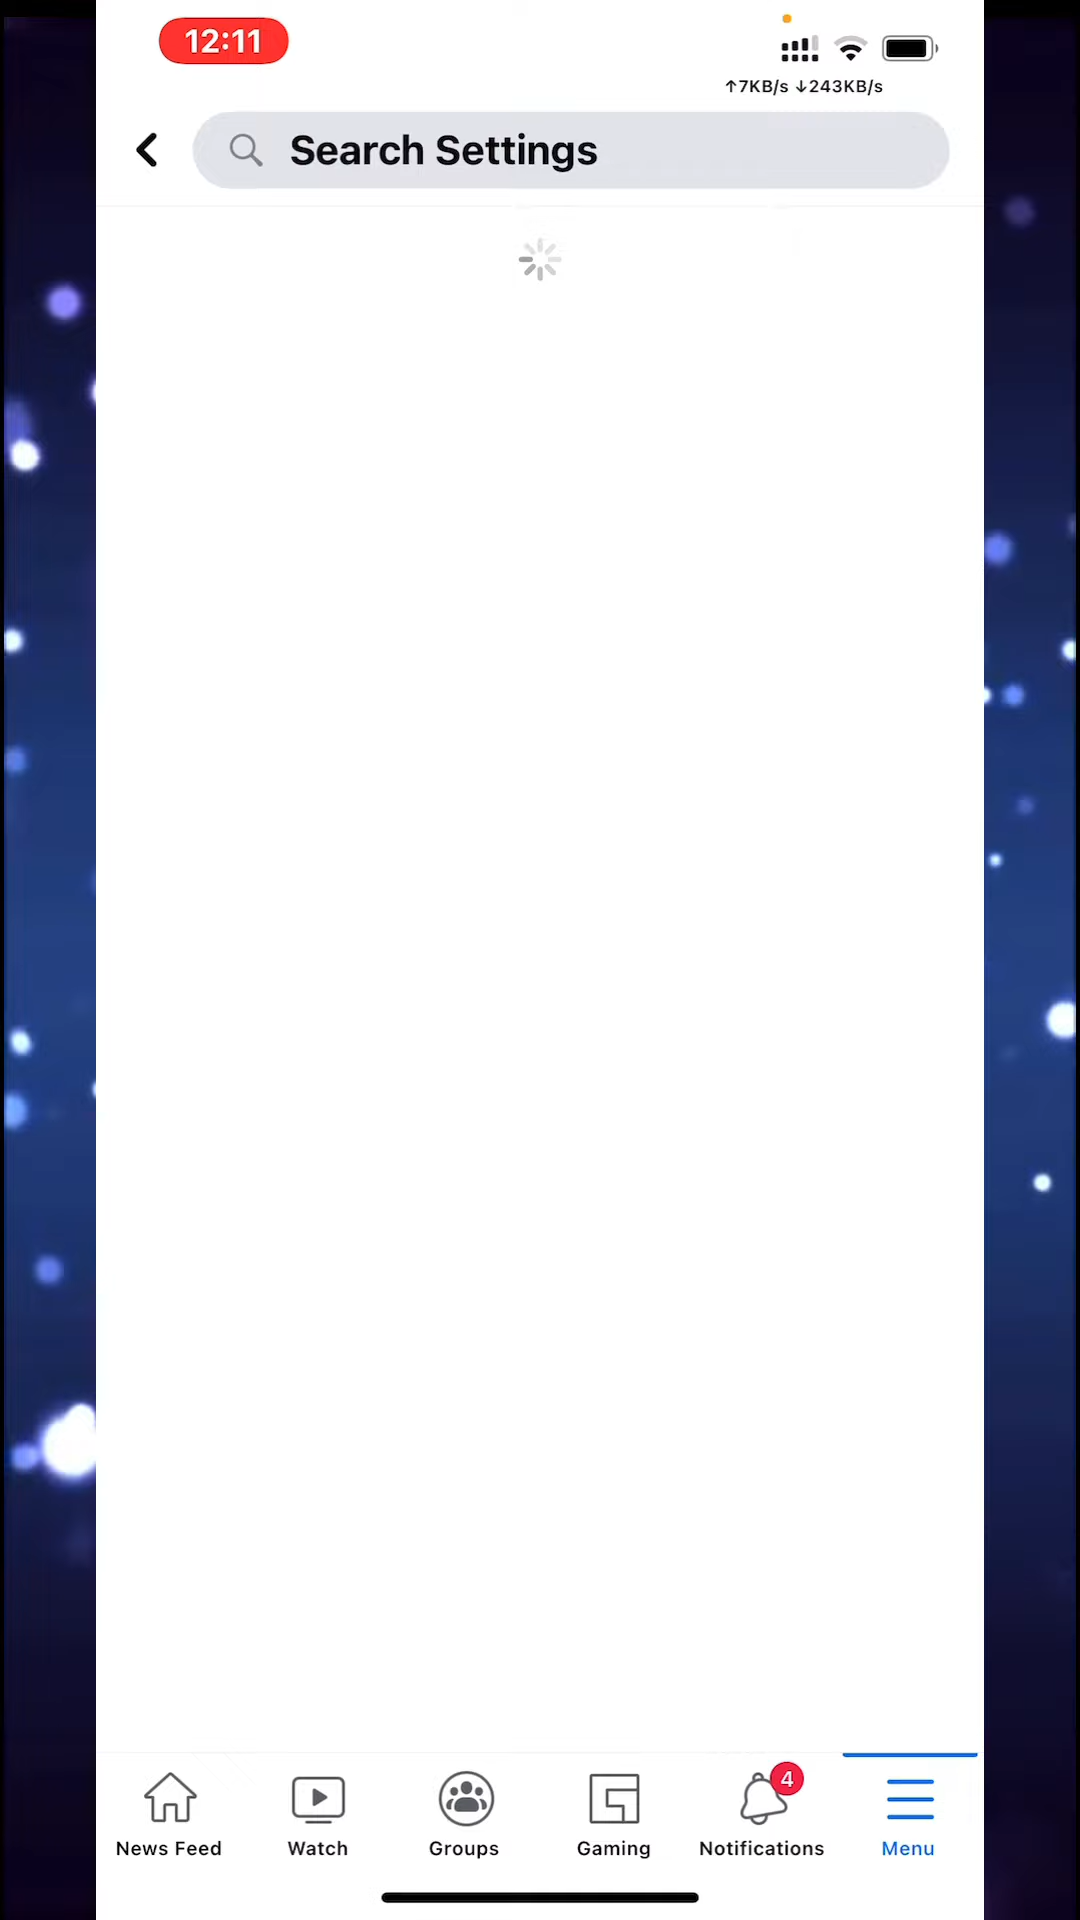 12:11
↑7KB/s ↓243KB/s
Search Settings
4
News Feed
Watch
Groups
Gaming
Notifications
Menu